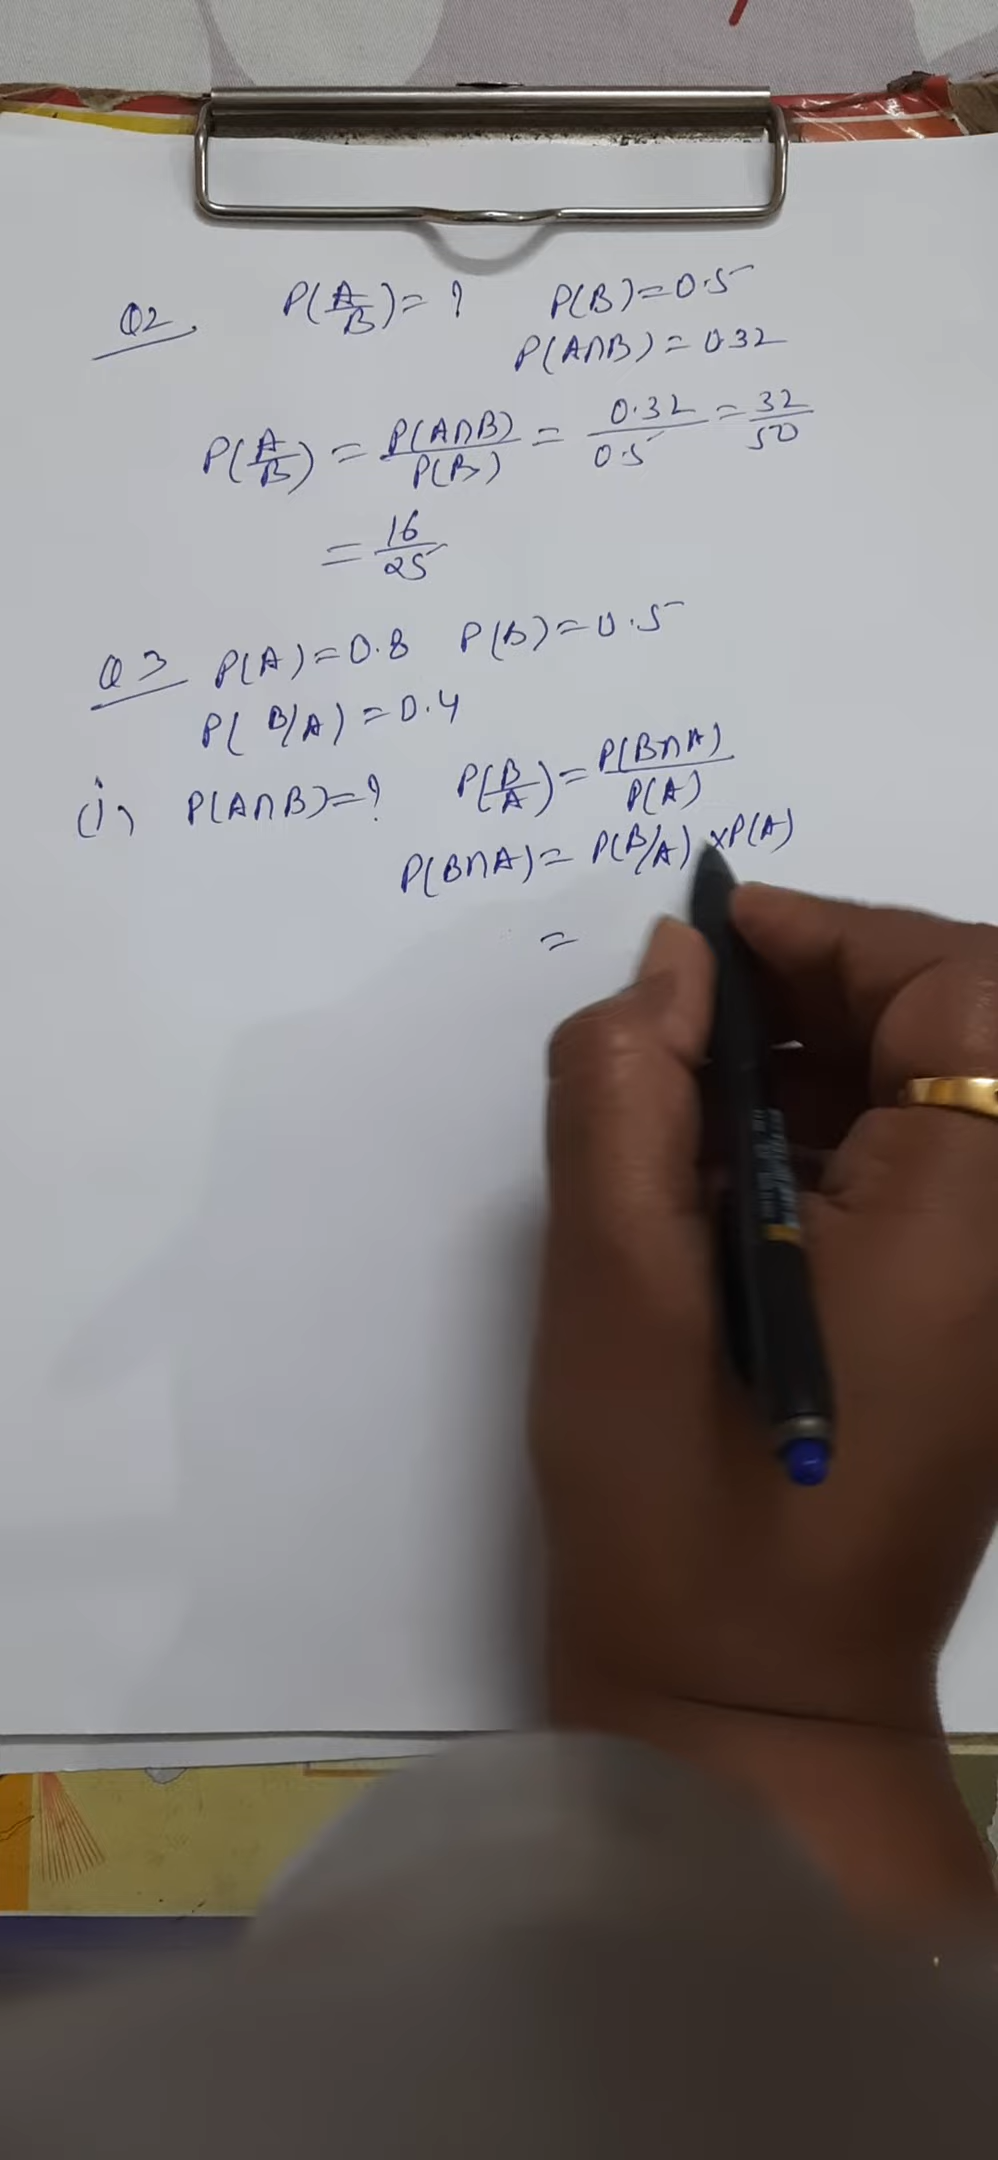 Q2. P(A/B)=? P(B)=0.5
P(A∩B)=0.32
P(A/B) = P(A∩B)/P(B) = 0.32/0.5 = 32/50
= 16/25
Q3 P(A)=0.8 P(B)=0.5
P(B/A)=0.4
(i) P(A∩B)=? P(B/A)=P(B∩A)/P(A)
P(B∩A)= P(B/A)×P(A)
=